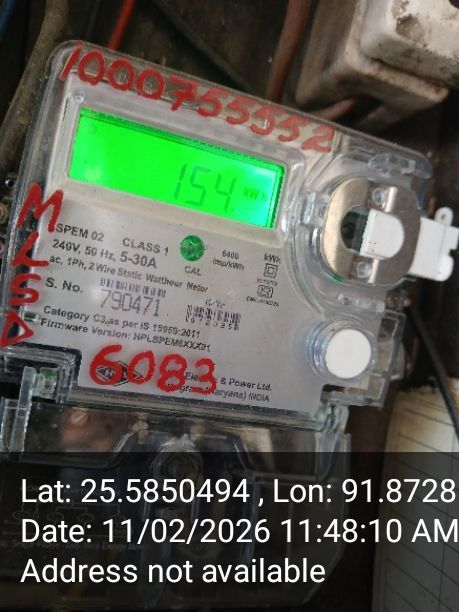 1000755552
154 kWh
MLSD
SPEM 02 CLASS 1
6400 imp/kWh
kWh
240V, 50 Hz, 5-30A
CAL
ac, 1Ph, 2 Wire Static Watthour Meter
S. No.
790471
Category C3,as per IS 15959:2011
Firmware Version: NPLSPEM6XXX01
6083
& Power Ltd.
(Haryana) INDIA
Lat: 25.5850494 , Lon: 91.8728
Date: 11/02/2026 11:48:10 AM
Address not available